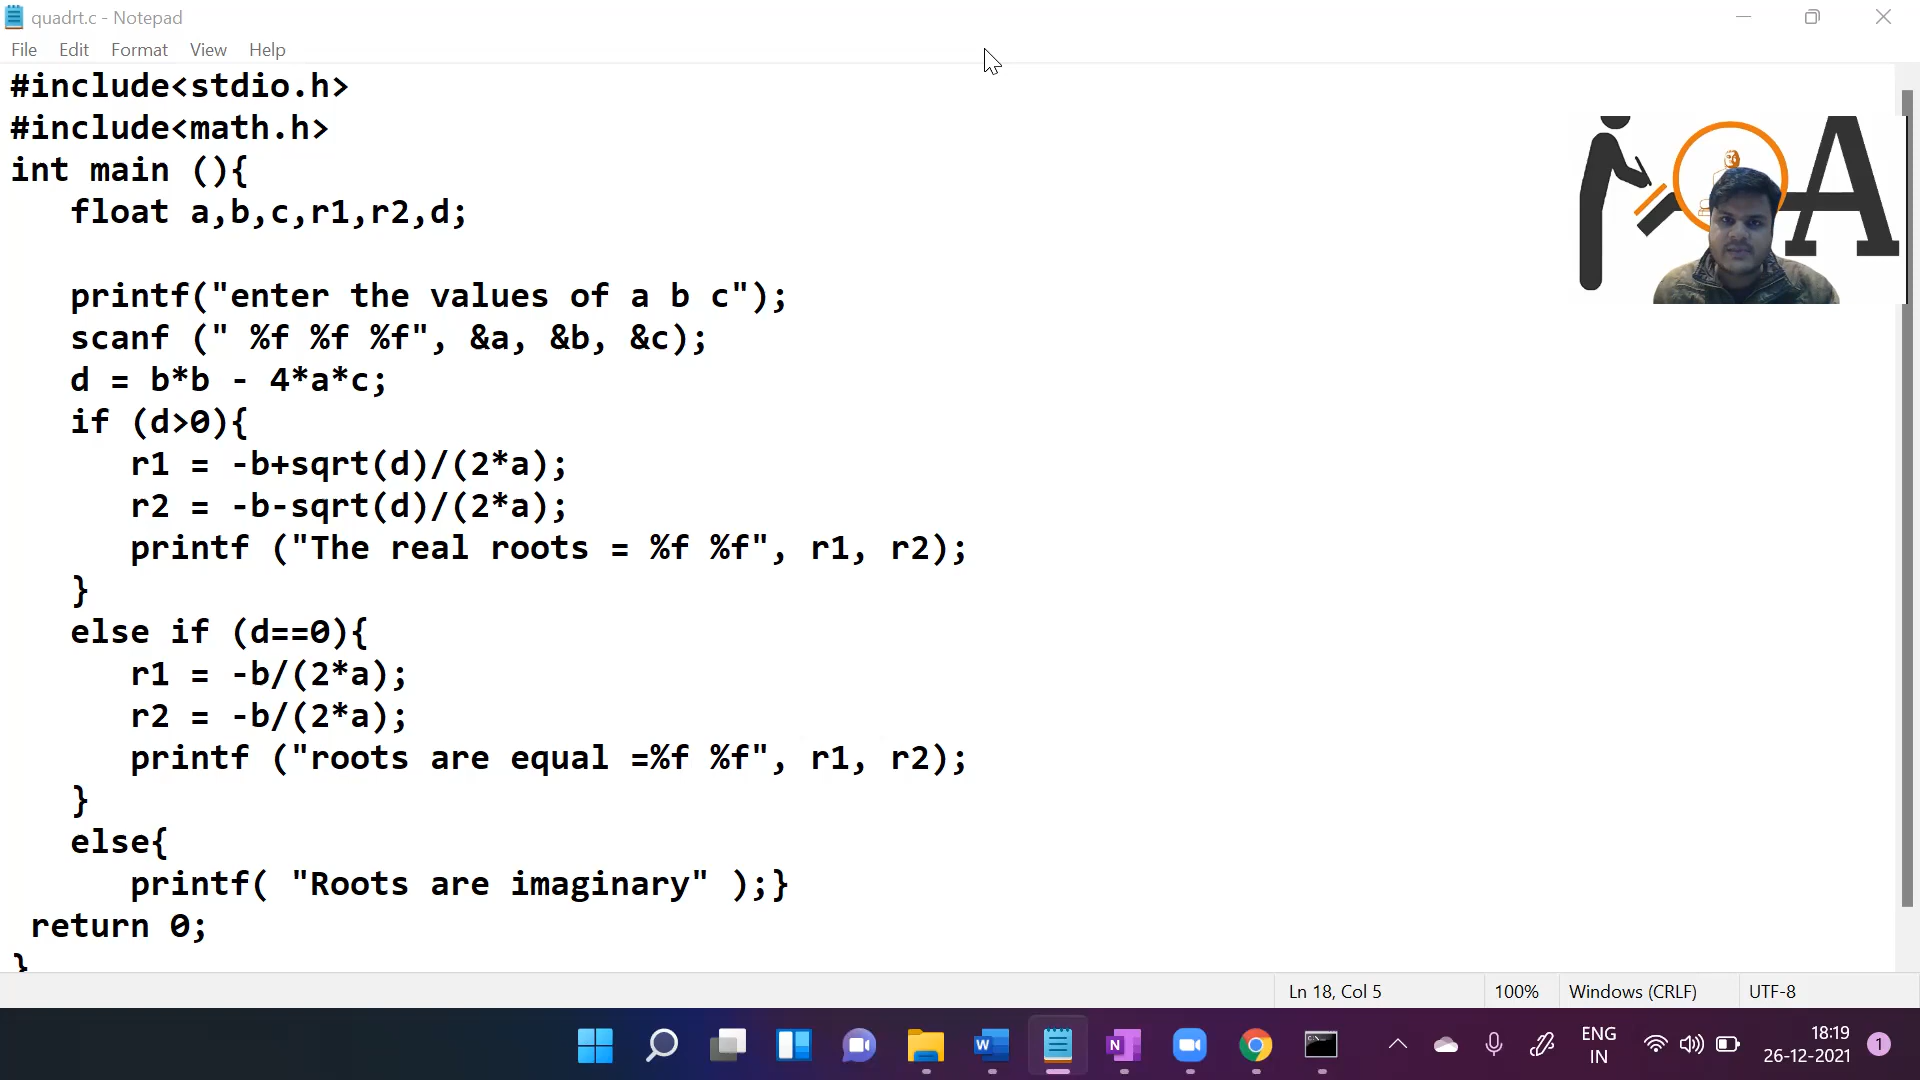 quadrt.c - Notepad
File Edit Format View Help
#include<stdio.h>
#include<math.h>
int main (){
   float a,b,c,r1,r2,d;

   printf("enter the values of a b c");
   scanf (" %f %f %f", &a, &b, &c);
   d = b*b - 4*a*c;
   if (d>0){
      r1 = -b+sqrt(d)/(2*a);
      r2 = -b-sqrt(d)/(2*a);
      printf ("The real roots = %f %f", r1, r2);
   }
   else if (d==0){
      r1 = -b/(2*a);
      r2 = -b/(2*a);
      printf ("roots are equal =%f %f", r1, r2);
   }
   else{
      printf( "Roots are imaginary" );}
 return 0;
}
A
Ln 18, Col 5 100% Windows (CRLF) UTF-8
W N C:\
ENG
IN
18:19
26-12-2021
1